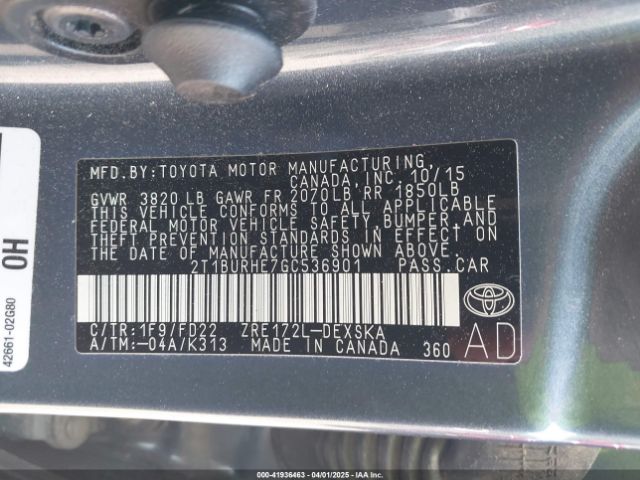 MFD.BY:TOYOTA MOTOR MANUFACTURING,
CANADA,INC. 10/15
GVWR 3820 LB GAWR FR 2070LB RR 1850LB
THIS VEHICLE CONFORMS TO ALL APPLICABLE
FEDERAL MOTOR VEHICLE SAFETY, BUMPER, AND
THEFT PREVENTION STANDARDS IN EFFECT ON
THE DATE OF MANUFACTURE SHOWN ABOVE.
2T1BURHE7GC536901 PASS.CAR
C/TR:1F9/FD22 ZRE172L-DEXSKA
A/TM:-04A/K313 MADE IN CANADA 360
AD
OH
42661-02G80
000-41936463 - 04/01/2025 - IAAI.CA